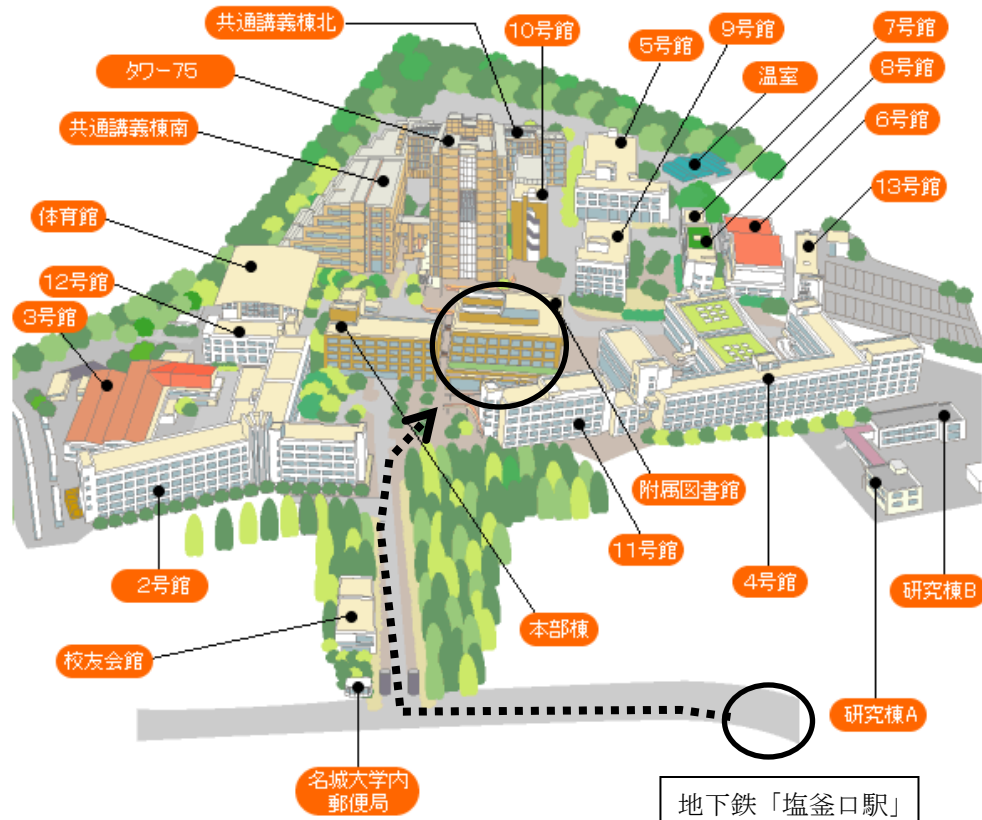 共通講義棟北
10号館
5号館
9号館
7号館
タワー75
温室
8号館
共通講義棟南
6号館
13号館
体育館
12号館
3号館
附属図書館
11号館
4号館
2号館
研究棟B
本部棟
校友会館
研究棟A
名城大学内
郵便局
地下鉄「塩釜口駅」